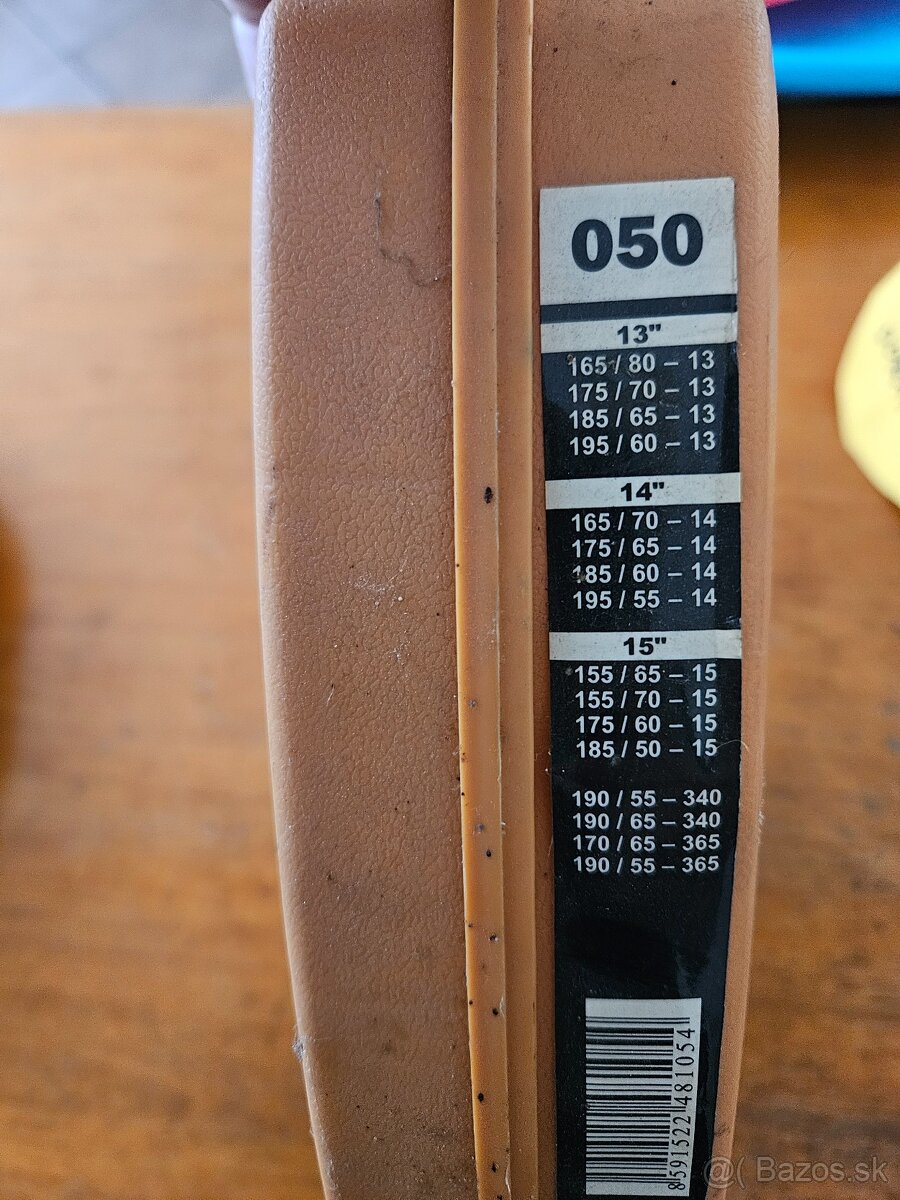 050
13"
165 / 80 – 13
175 / 70 – 13
185 / 65 – 13
195 / 60 – 13
14"
165 / 70 – 14
175 / 65 – 14
185 / 60 – 14
195 / 55 – 14
15"
155 / 65 – 15
155 / 70 – 15
175 / 60 – 15
185 / 50 – 15
190 / 55 – 340
190 / 65 – 340
170 / 65 – 365
190 / 55 – 365
8591522481054
@( Bazos.sk